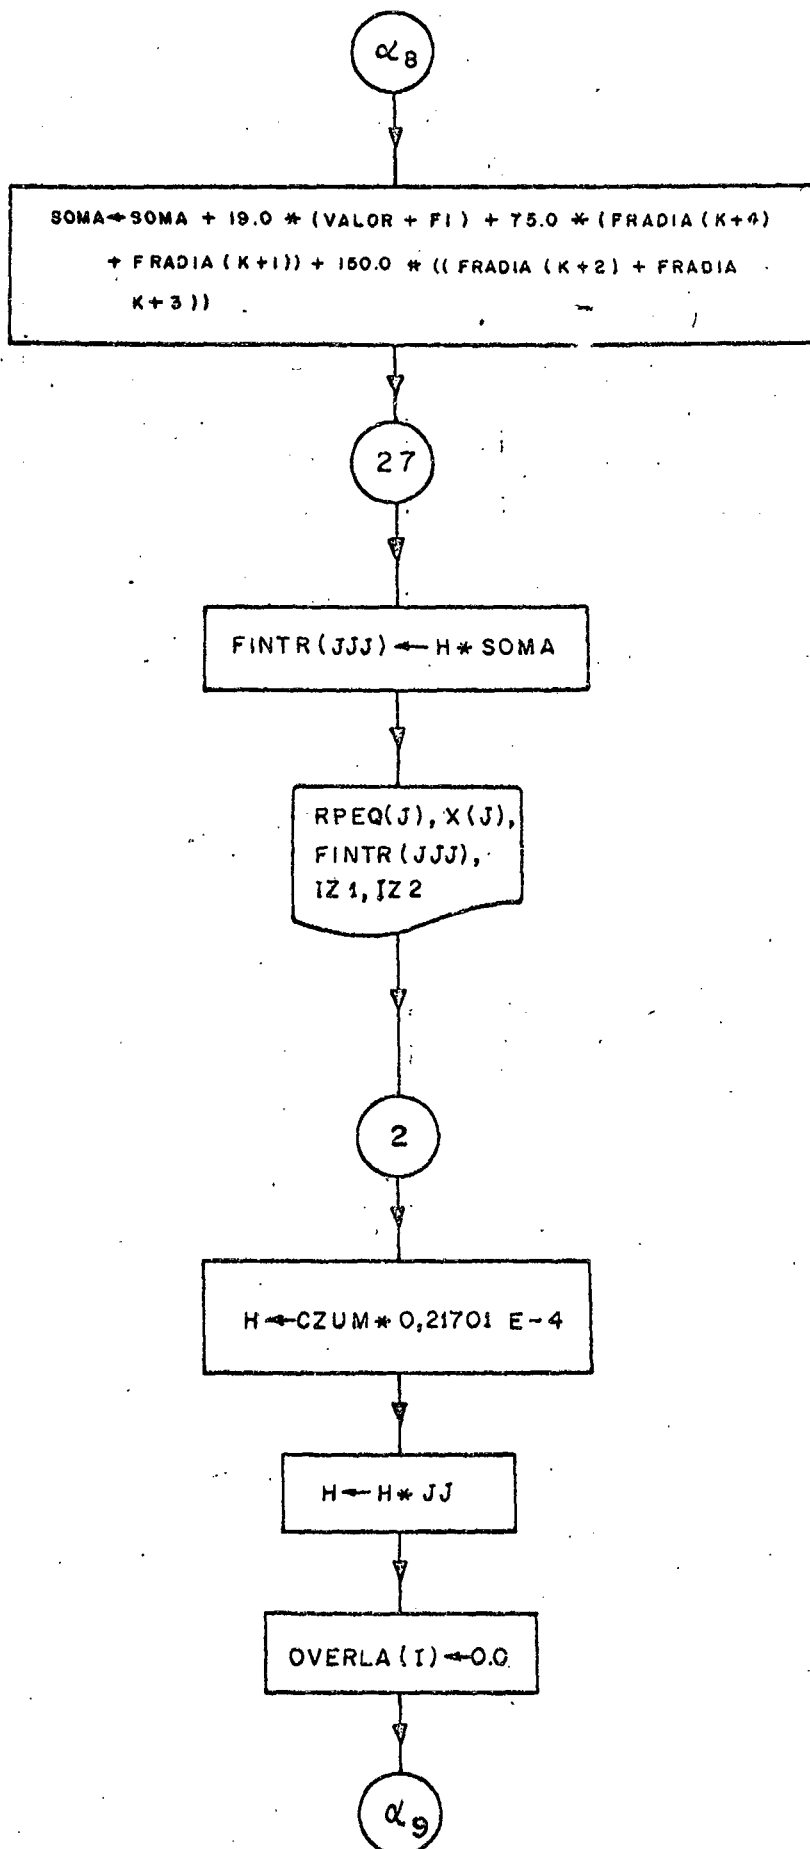 α8
SOMA←SOMA + 19.0 * (VALOR + F1) + 75.0 * (FRADIA (K+4)
+ FRADIA (K+1)) + 150.0 * (( FRADIA (K+2) + FRADIA
K+3 ))
27
FINTR(JJJ) ← H * SOMA
RPEQ(J), X(J),
FINTR(JJJ),
IZ1, IZ2
2
H←CZUM * 0,21701 E-4
H←H * JJ
OVERLA(I)←0.0
α9